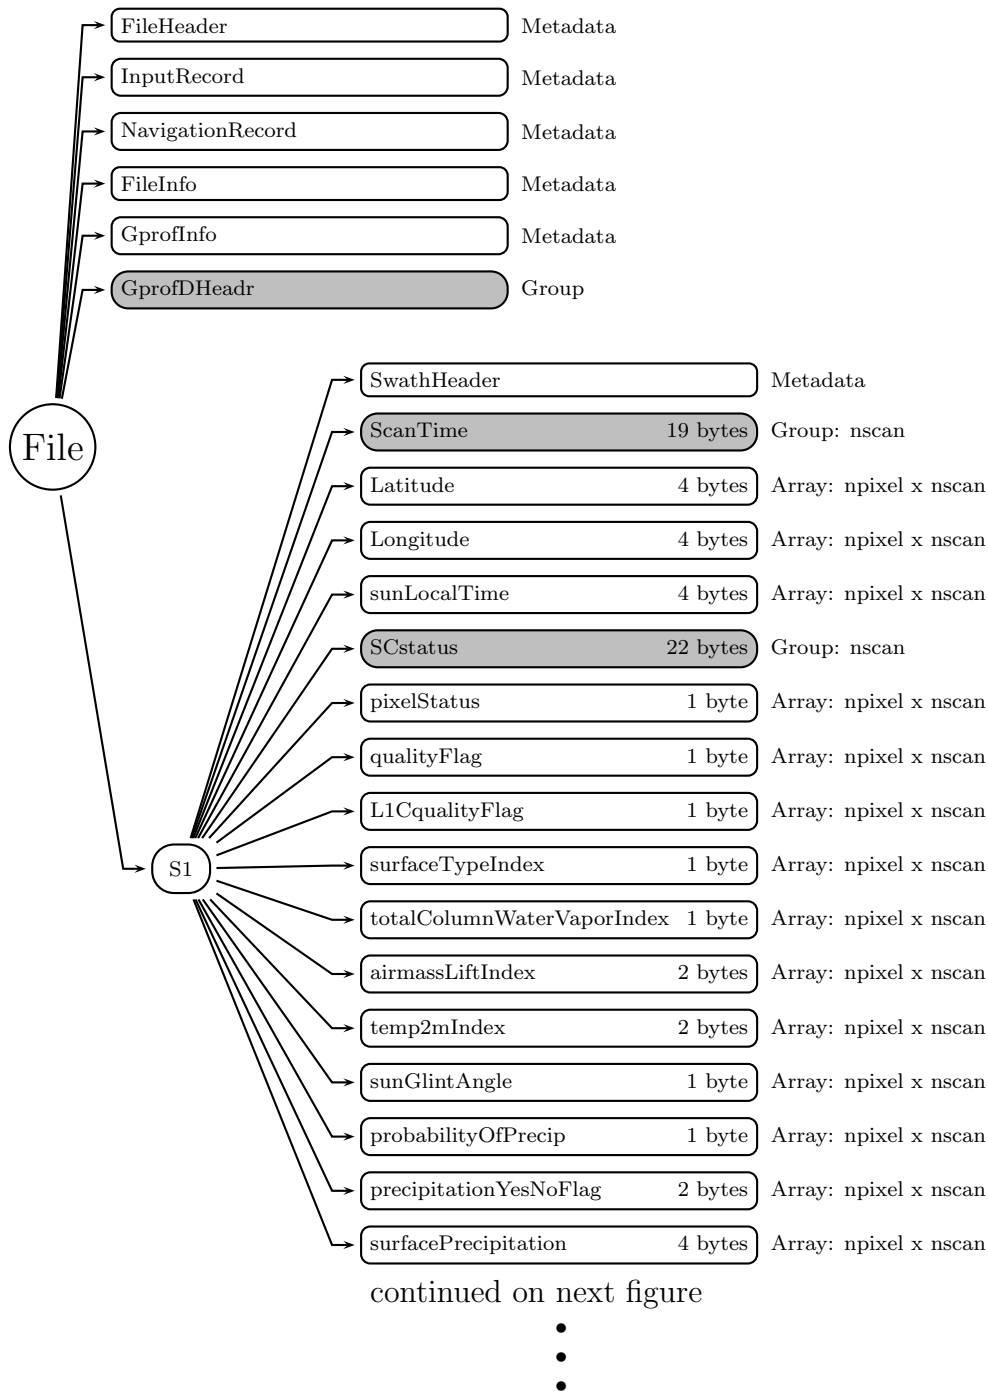 FileHeader Metadata
InputRecord Metadata
NavigationRecord Metadata
FileInfo Metadata
GprofInfo Metadata
GprofDHeadr Group
File
SwathHeader Metadata
ScanTime 19 bytes Group: nscan
Latitude 4 bytes Array: npixel x nscan
Longitude 4 bytes Array: npixel x nscan
sunLocalTime 4 bytes Array: npixel x nscan
SCstatus 22 bytes Group: nscan
pixelStatus 1 byte Array: npixel x nscan
qualityFlag 1 byte Array: npixel x nscan
L1CqualityFlag 1 byte Array: npixel x nscan
S1
surfaceTypeIndex 1 byte Array: npixel x nscan
totalColumnWaterVaporIndex 1 byte Array: npixel x nscan
airmassLiftIndex 2 bytes Array: npixel x nscan
temp2mIndex 2 bytes Array: npixel x nscan
sunGlintAngle 1 byte Array: npixel x nscan
probabilityOfPrecip 1 byte Array: npixel x nscan
precipitationYesNoFlag 2 bytes Array: npixel x nscan
surfacePrecipitation 4 bytes Array: npixel x nscan
continued on next figure